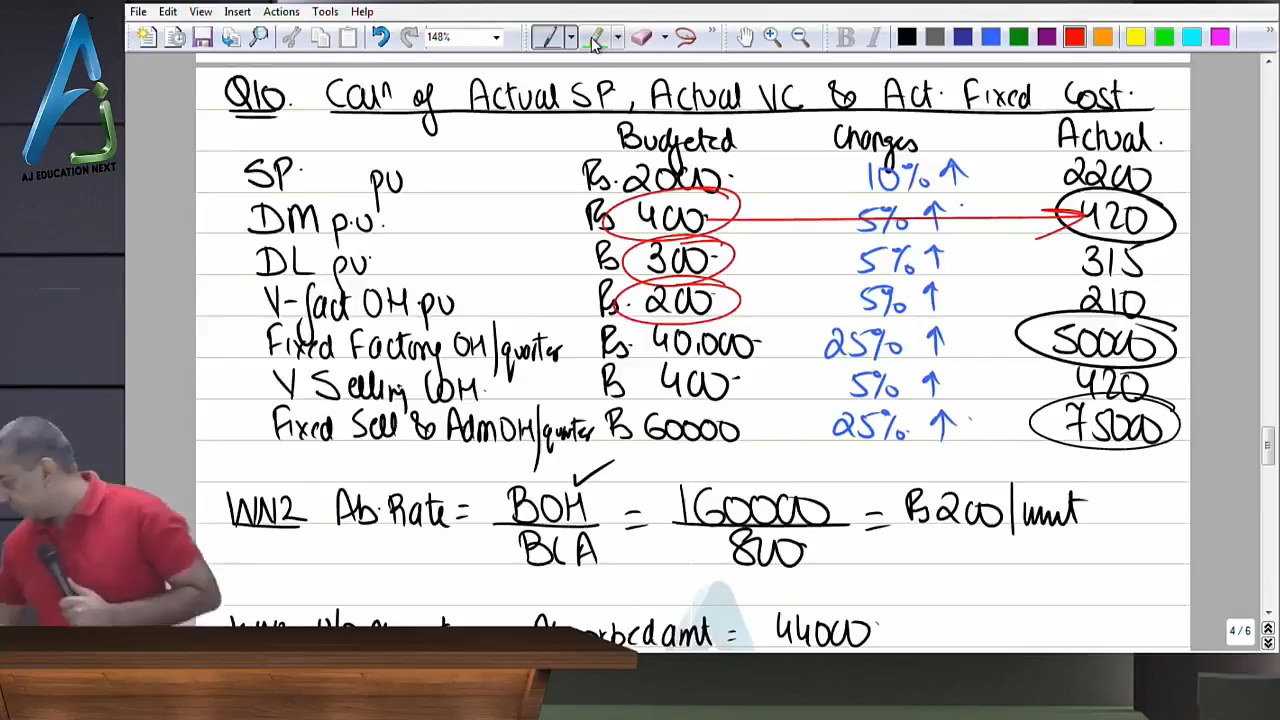 File Edit View Insert Actions Tools Help
148%
B I
AJ EDUCATION NEXT
Q10. Calⁿ of Actual SP, Actual VC & Act. Fixed Cost.
Budgeted Changes Actual.
SP. pu Rs. 2000. 10% ↑ 2200
DM p.u. Rs 400. 5% ↑ 420
DL pu. Rs 300. 5% ↑ 315
V-fact OH pu Rs. 200 5% ↑ 210
Fixed Factory OH/quarter Rs. 40,000. 25% ↑ 50000
V Selling OH. Rs 400. 5% ↑ 420
Fixed Sell & Adm OH/quarter Rs 60000 25% ↑ 75000
WN2 Ab. Rate = BOH / BCA = 160000 / 800 = Rs 200/unit
Absorbed amt = 44000
4/6